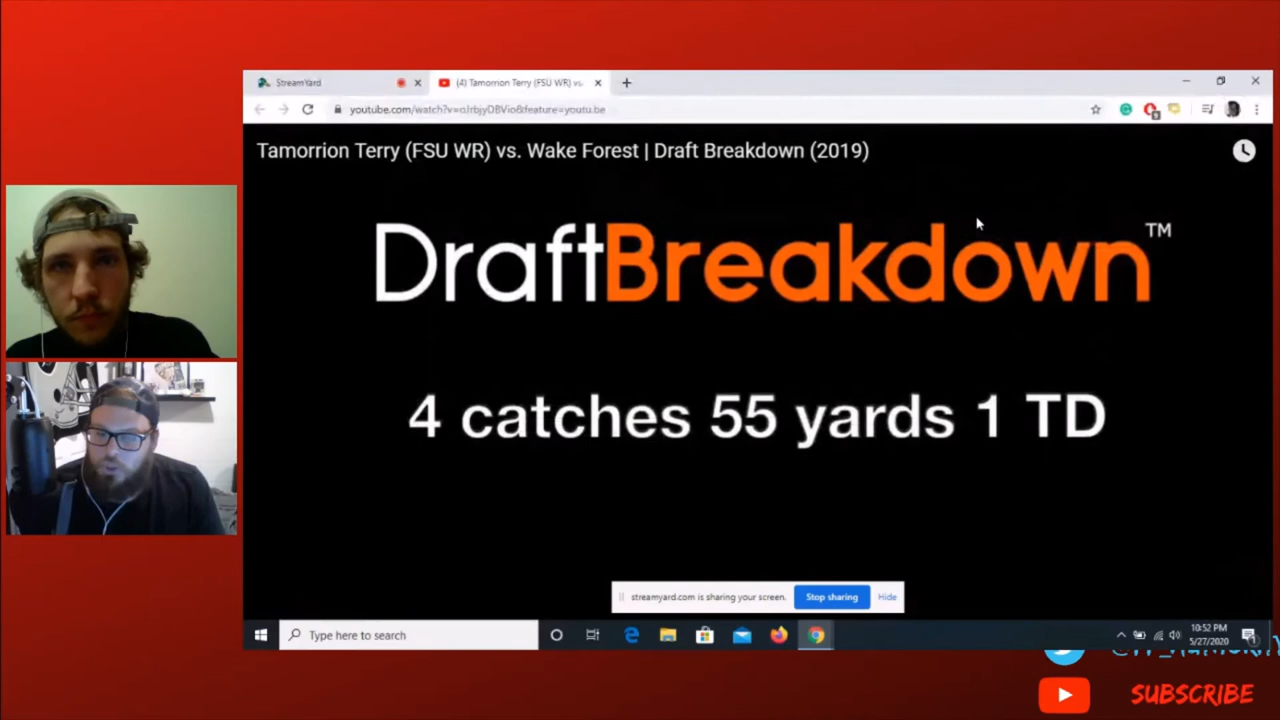 StreamYard
(4) Tamorrion Terry (FSU WR) vs.
Tamorrion Terry (FSU WR) vs. Wake Forest | Draft Breakdown (2019)
DraftBreakdown™
4 catches 55 yards 1 TD
streamyard.com is sharing your screen.
Stop sharing
Hide
Type here to search
10:52 PM
5/27/2020
SUBSCRIBE